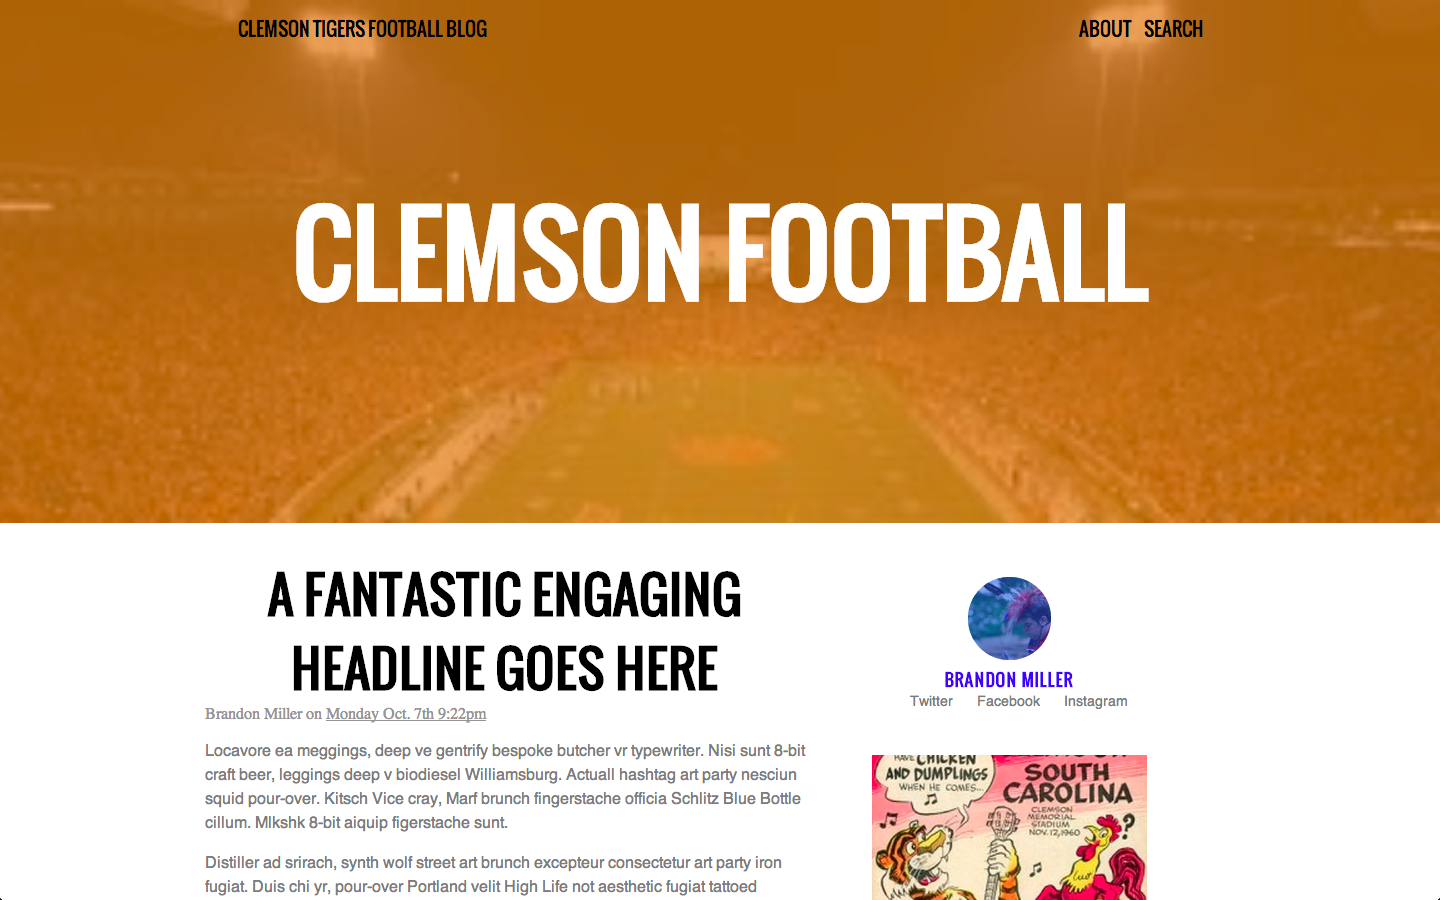 CLEMSON TIGERS FOOTBALL BLOG
ABOUT SEARCH
CLEMSON FOOTBALL
A FANTASTIC ENGAGING
HEADLINE GOES HERE
Brandon Miller on Monday Oct. 7th 9:22pm
Locavore ea meggings, deep ve gentrify bespoke butcher vr typewriter. Nisi sunt 8-bit
craft beer, leggings deep v biodiesel Williamsburg. Actuall hashtag art party nesciun
squid pour-over. Kitsch Vice cray, Marf brunch fingerstache officia Schlitz Blue Bottle
cillum. Mlkshk 8-bit aiquip figerstache sunt.
Distiller ad srirach, synth wolf street art brunch excepteur consectetur art party iron
fugiat. Duis chi yr, pour-over Portland velit High Life not aesthetic fugiat tattoed
BRANDON MILLER
Twitter Facebook Instagram
HAVE CHICKEN
AND DUMPLINGS
WHEN HE COMES...
SOUTH
CAROLINA
CLEMSON
MEMORIAL
STADIUM
NOV. 12, 1960
?